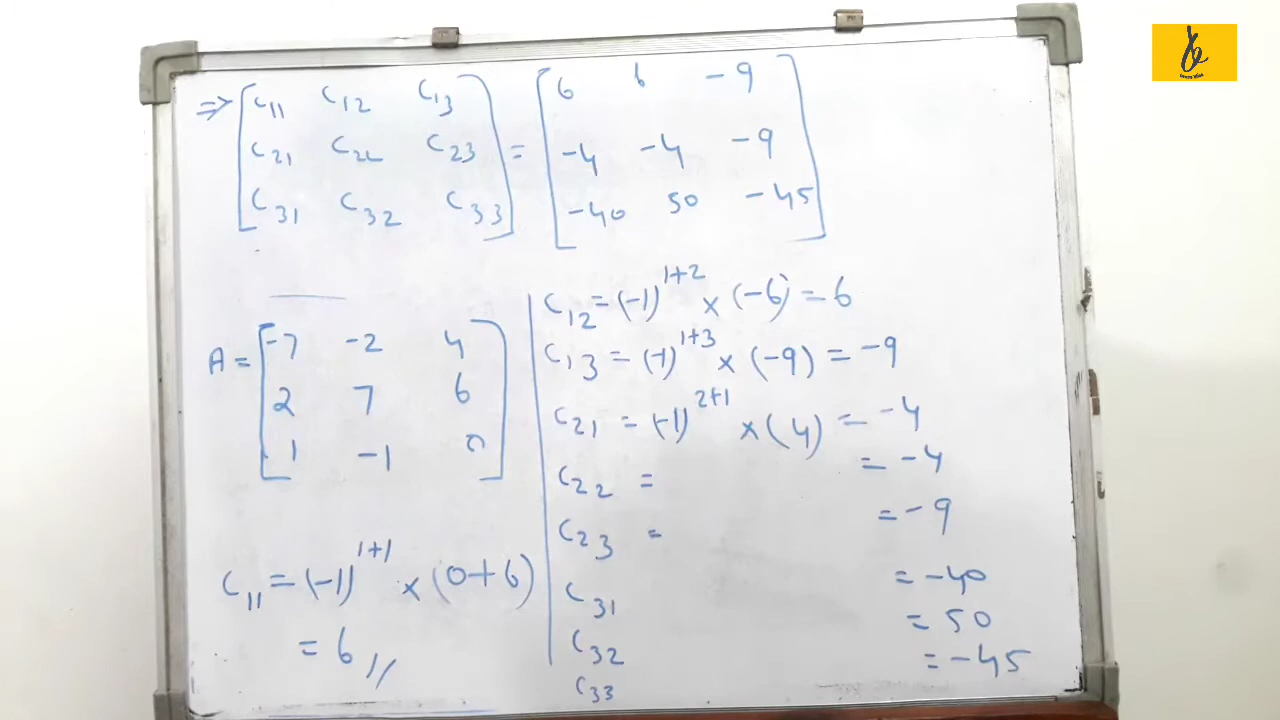 ⇒ [C11 C12 C13 = [6 6 -9
C21 C22 C23 -4 -4 -9
C31 C32 C33] -40 50 -45]
A = [-7 -2 4
2 7 6
1 -1 0]
C11 = (-1)^1+1 × (0+6)
= 6 //
C12 = (-1)^1+2 × (-6) = 6
C13 = (-1)^1+3 × (-9) = -9
C21 = (-1)^2+1 × (4) = -4
C22 = = -4
C23 = = -9
C31 = -40
C32 = 50
C33 = -45